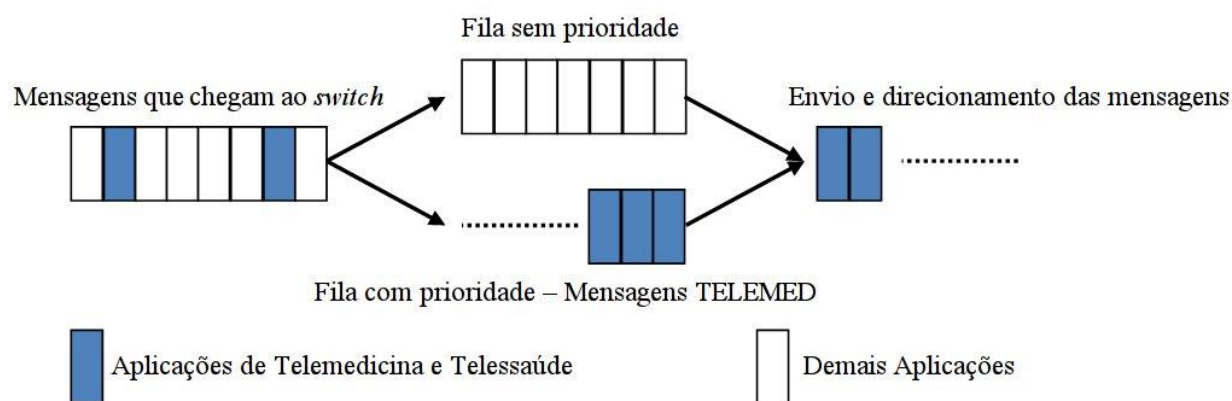 Fila sem prioridade
Mensagens que chegam ao switch
Envio e direcionamento das mensagens
Fila com prioridade – Mensagens TELEMED
Aplicações de Telemedicina e Telessaúde
Demais Aplicações